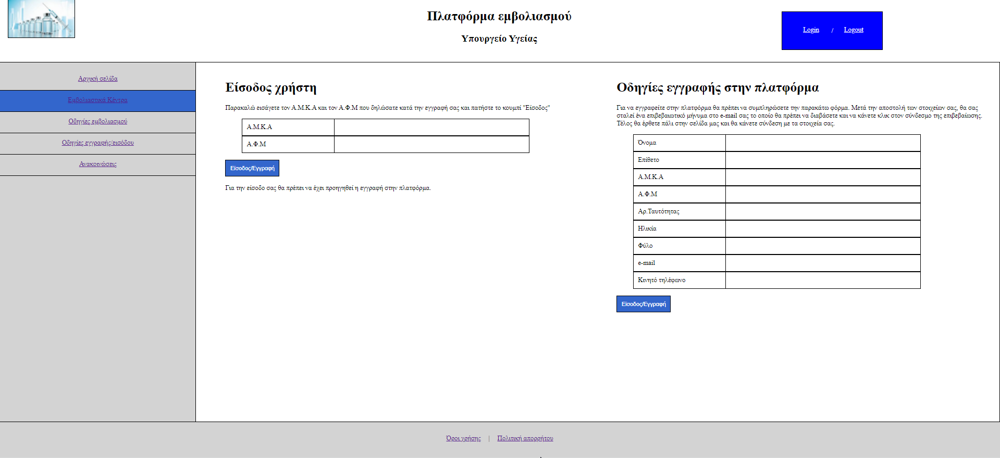 Πλατφόρμα εμβολιασμού
Υπουργείο Υγείας
Login / Logout
Αρχική σελίδα
Εμβολιαστικά Κέντρα
Οδηγίες εμβολιασμού
Οδηγίες εγγραφής/εισόδου
Ανακοινώσεις
Είσοδος χρήστη
Παρακαλώ εισάγετε τον Α.Μ.Κ.Α και τον Α.Φ.Μ που δηλώσατε κατά την εγγραφή σας και πατήστε το κουμπί "Είσοδος"
Α.Μ.Κ.Α
Α.Φ.Μ
Είσοδος/Εγγραφή
Για την είσοδο σας θα πρέπει να έχει προηγηθεί η εγγραφή στην πλατφόρμα.
Οδηγίες εγγραφής στην πλατφόρμα
Για να εγγραφείτε στην πλατφόρμα θα πρέπει να συμπληρώσετε την παρακάτω φόρμα. Μετά την αποστολή των στοιχείων σας, θα σας
σταλεί ένα επιβεβαιωτικό μήνυμα στο e-mail σας το οποίο θα πρέπει να διαβάσετε και να κάνετε κλικ στον σύνδεσμο της επιβεβαίωσης.
Τέλος θα έρθετε πάλι στην σελίδα μας και θα κάνετε σύνδεση με τα στοιχεία σας.
Όνομα
Επίθετο
Α.Μ.Κ.Α
Α.Φ.Μ
Αρ.Ταυτότητας
Ηλικία
Φύλο
e-mail
Κινητό τηλέφωνο
Είσοδος/Εγγραφή
Όροι χρήσης | Πολιτική απορρήτου